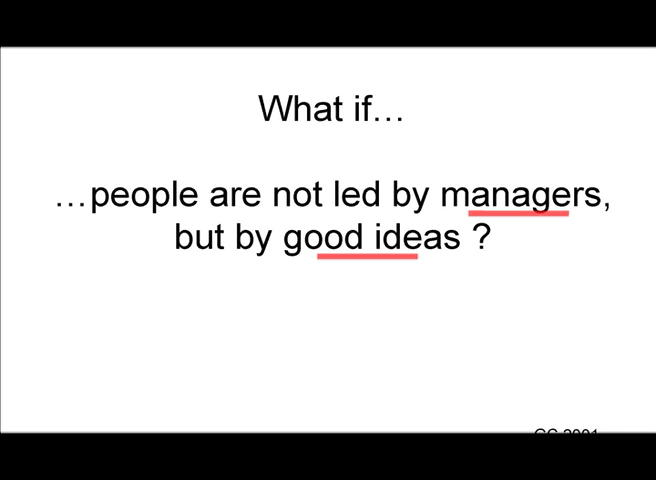 What if…
…people are not led by managers,
but by good ideas ?